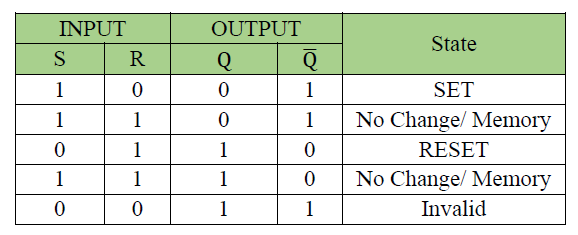 INPUT OUTPUT State
S R Q Q̅
1 0 0 1 SET
1 1 0 1 No Change/ Memory
0 1 1 0 RESET
1 1 1 0 No Change/ Memory
0 0 1 1 Invalid